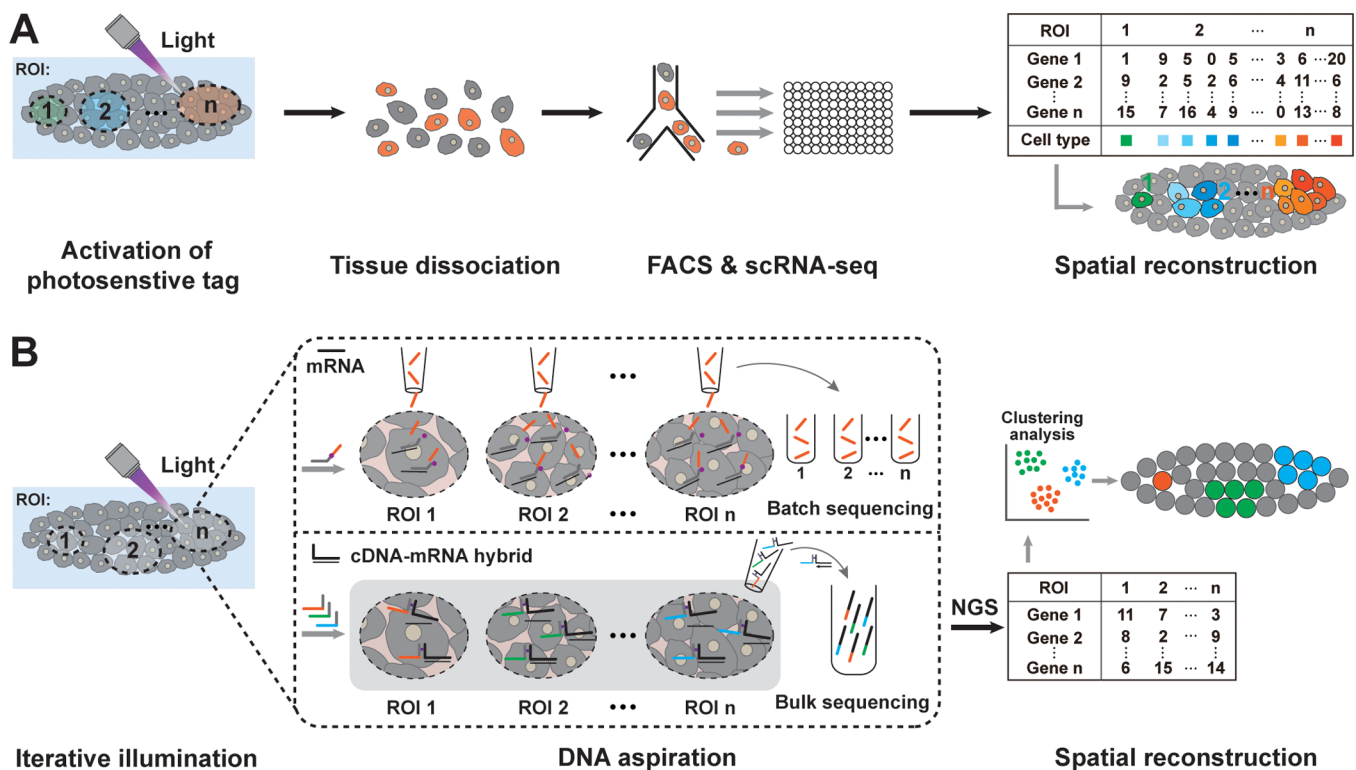 A
Light
ROI:
1
2
...
n
Activation of
photosenstive tag
Tissue dissociation
FACS & scRNA-seq
ROI 1 2 ... n
Gene 1 1 9 5 0 5 3 6 ... 20
Gene 2 9 2 5 2 6 ... 4 11 ... 6
Gene n 15 7 16 4 9 ... 0 13 ... 8
Cell type ... ...
1 2 ... n
Spatial reconstruction
B
Light
ROI:
1
2
...
n
Iterative illumination
mRNA
...
...
ROI 1 ROI 2 ... ROI n
...
1 2 ... n
Batch sequencing
cDNA-mRNA hybrid
...
ROI 1 ROI 2 ... ROI n
Bulk sequencing
DNA aspiration
NGS
Clustering
analysis
ROI 1 2 ... n
Gene 1 11 7 ... 3
Gene 2 8 2 ... 9
Gene n 6 15 ... 14
Spatial reconstruction